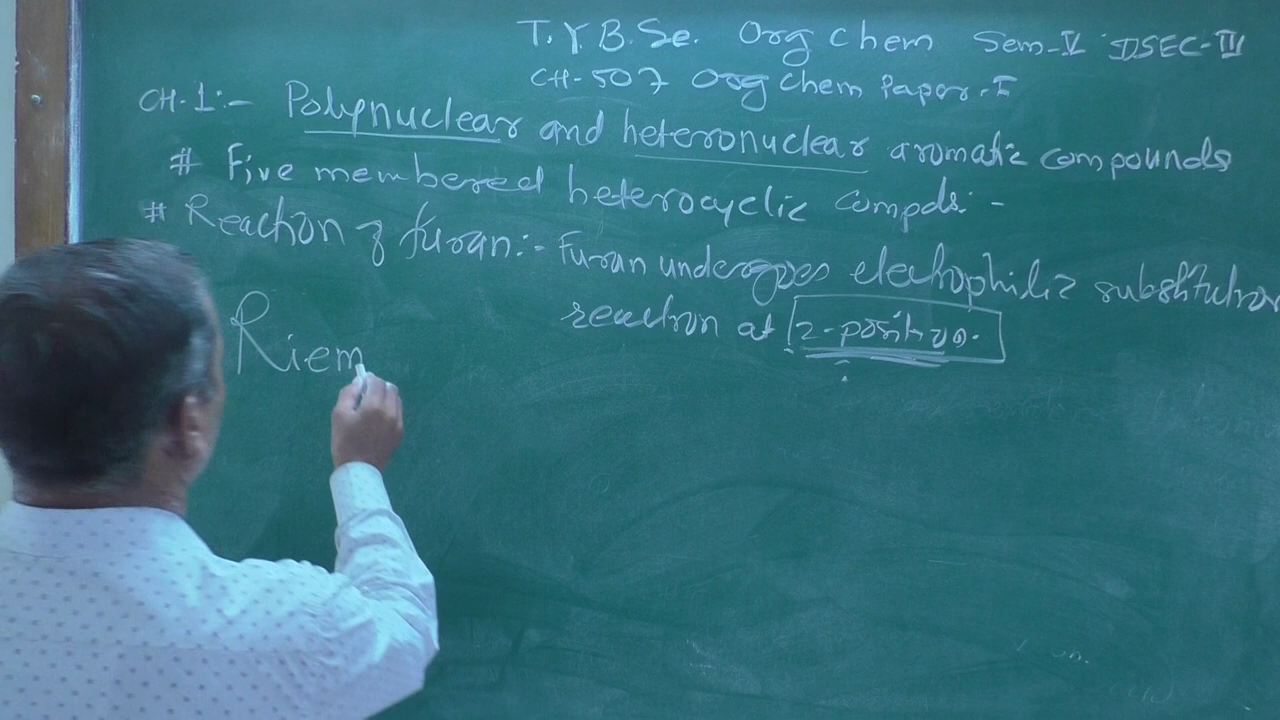 T.Y.B.Sc. Org Chem Sem-V DSEC-III
CH-507 Org Chem Paper-I
CH-1:- Polynuclear and heteronuclear aromatic compounds
# Five membered heterocyclic compds:-
# Reaction of furan:- Furan undergoes electrophilic substitution
reaction at 2-position.
Riem